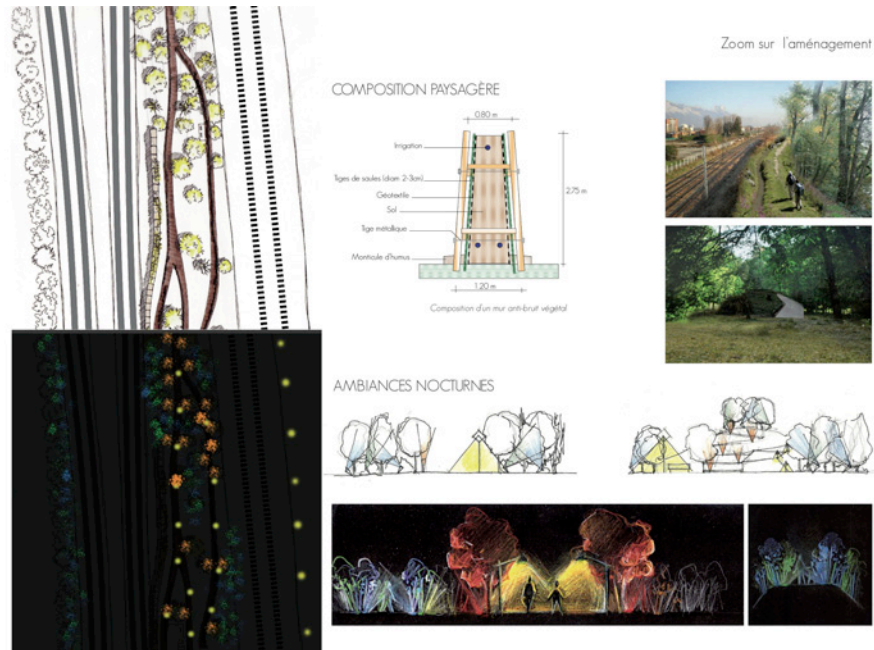 Zoom sur l'aménagement
COMPOSITION PAYSAGÈRE
0.80 m
Irrigation
Tiges de saules (diam 2-3cm)
Géotextile
Sol
Tige métallique
Monticule d'humus
2.75 m
1.20 m
Composition d'un mur anti-bruit végétal
AMBIANCES NOCTURNES